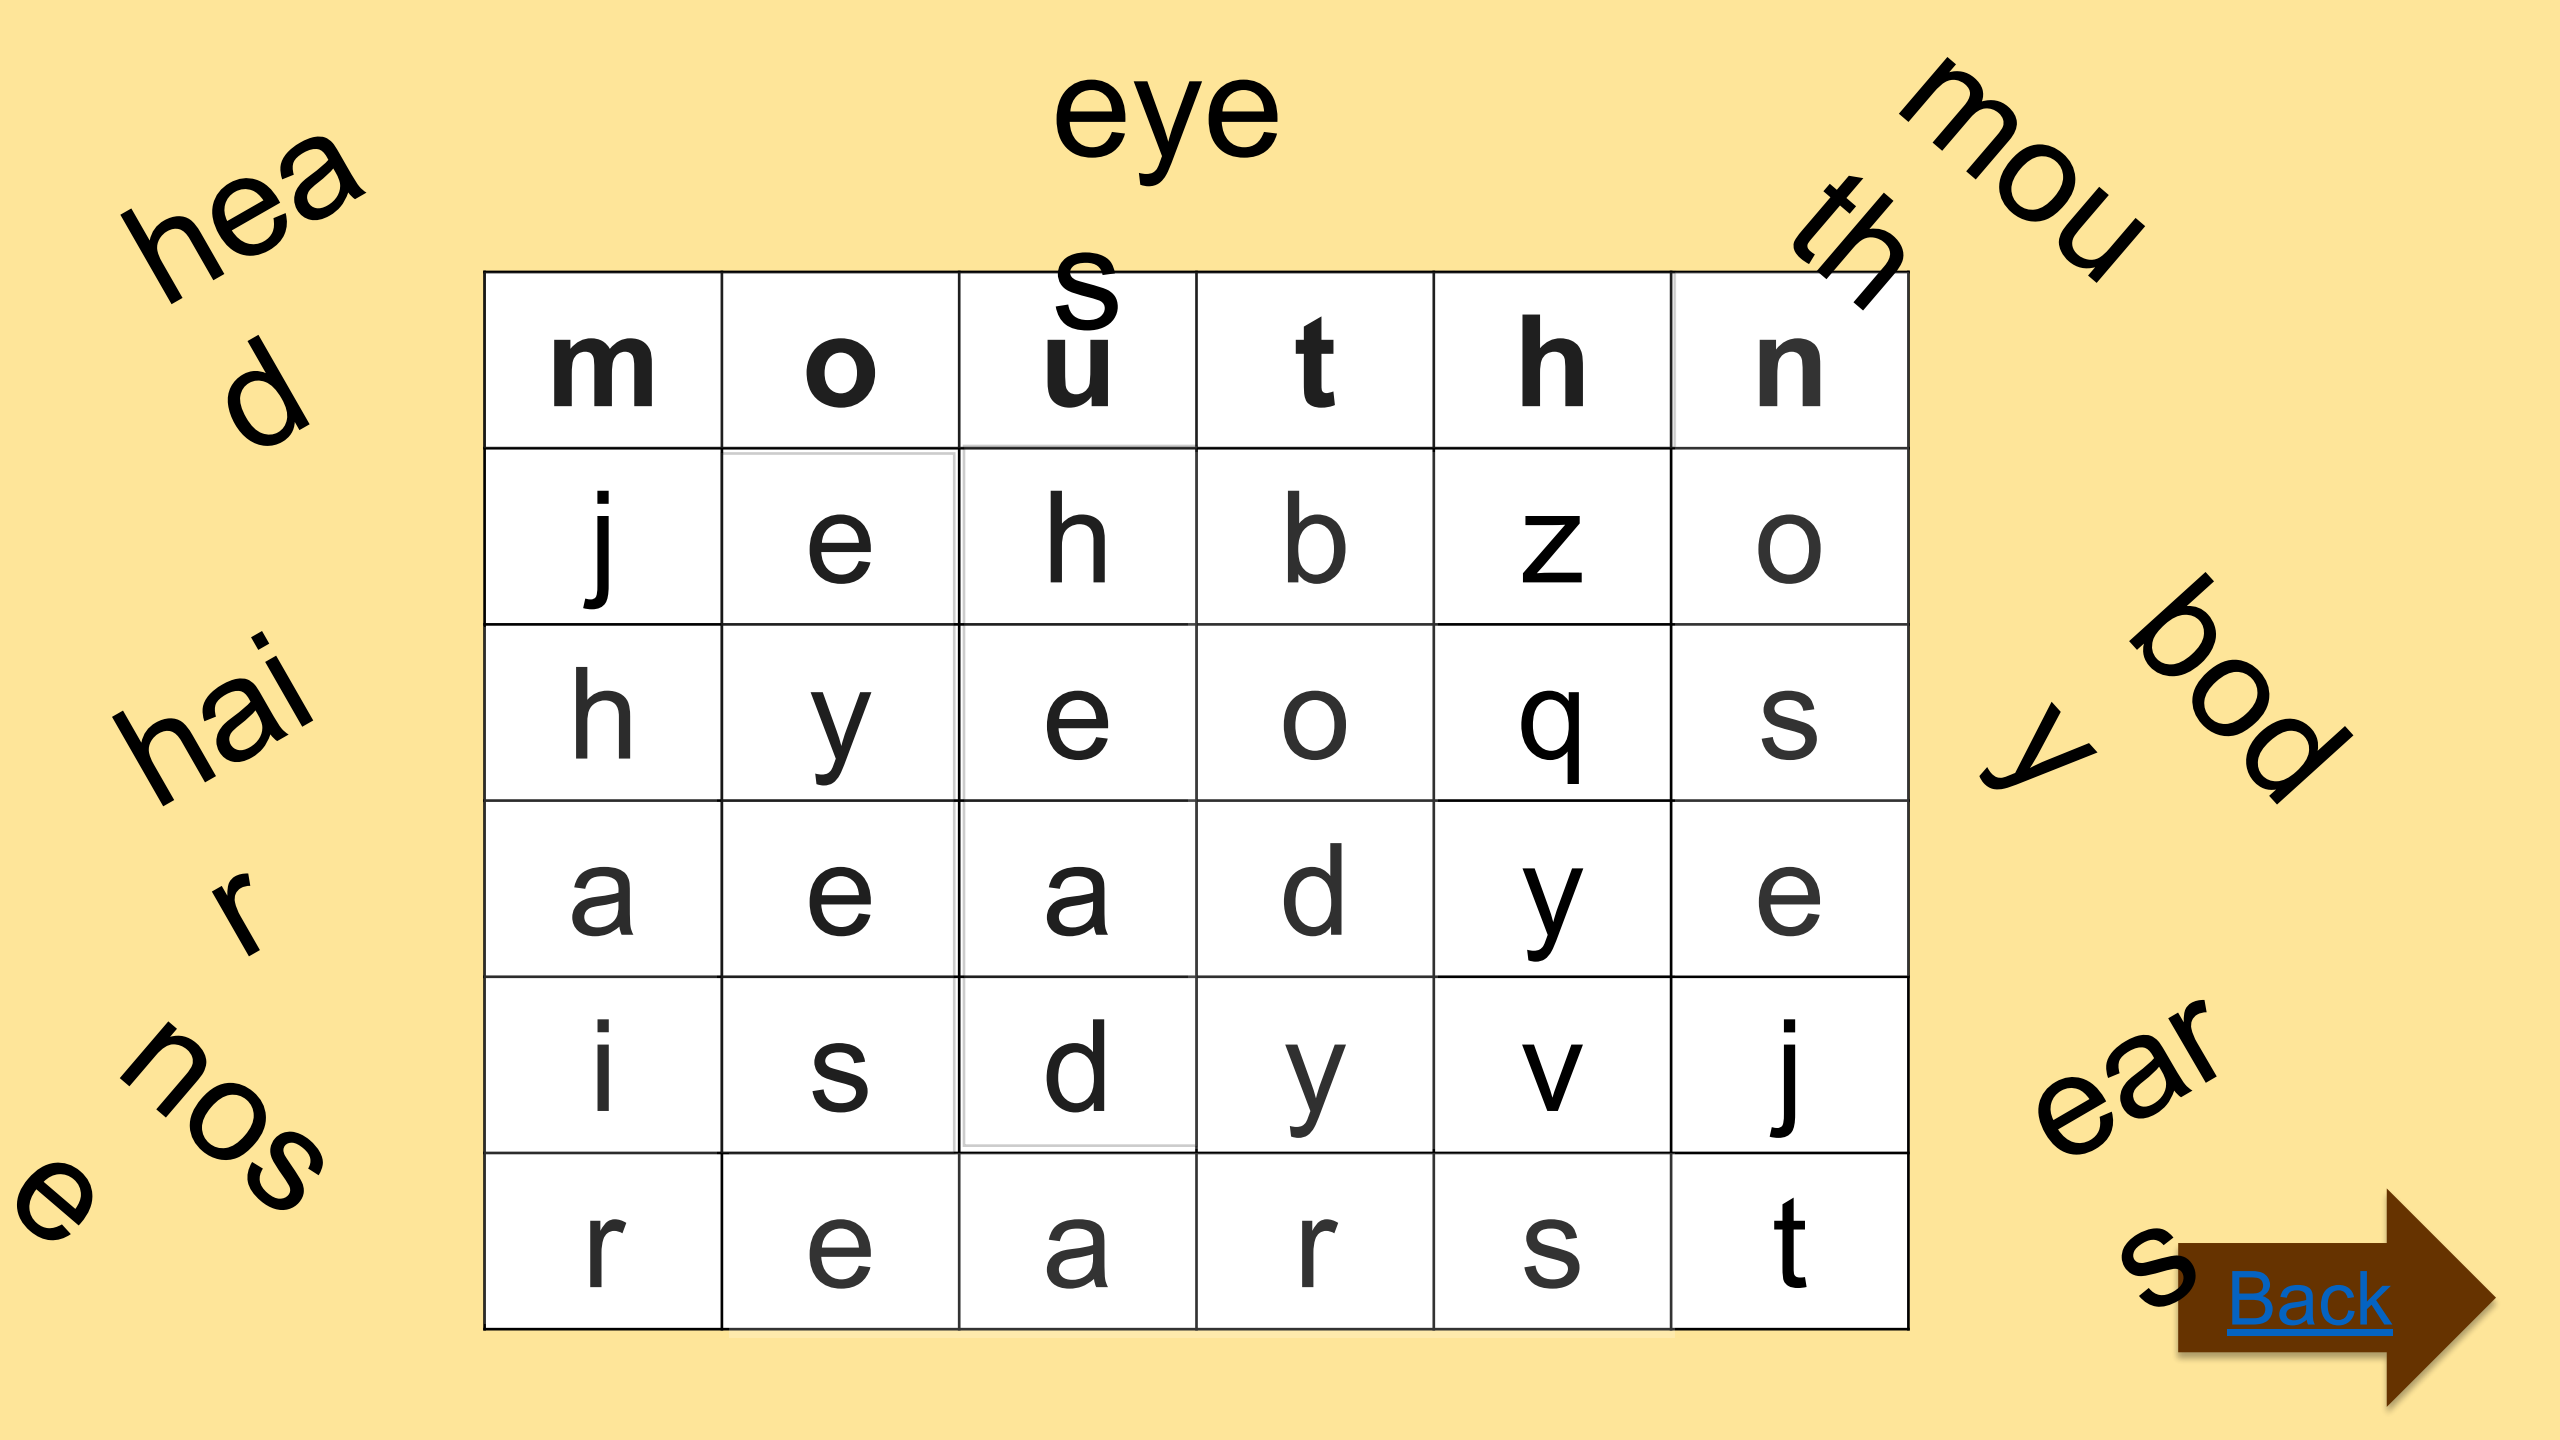 eye
s
mou
th
hea
d
m o u t h n
j e h b z o
h y e o q s
a e a d y e
i s d y v j
r e a r s t
hai
r
bod
y
nos
e
ear
s
Back